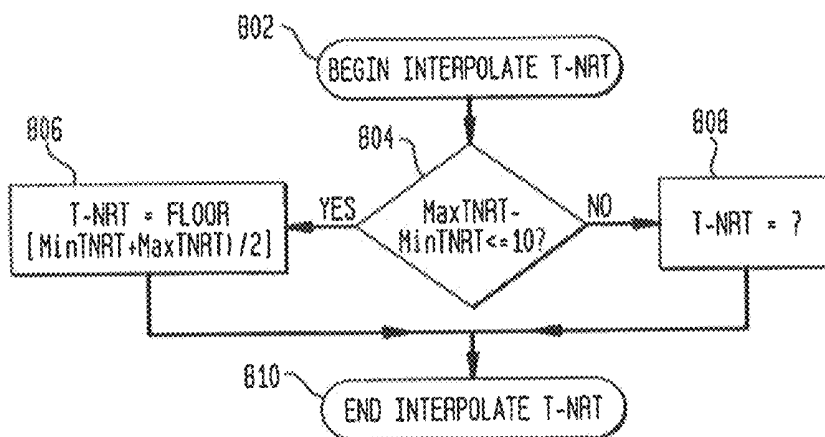 802
BEGIN INTERPOLATE T-NRT
806
804
808
T-NRT = FLOOR
[MinTNRT+MaxTNRT)/2]
YES
MaxTNRT-
MinTNRT<=10?
NO
T-NRT = ?
810
END INTERPOLATE T-NRT